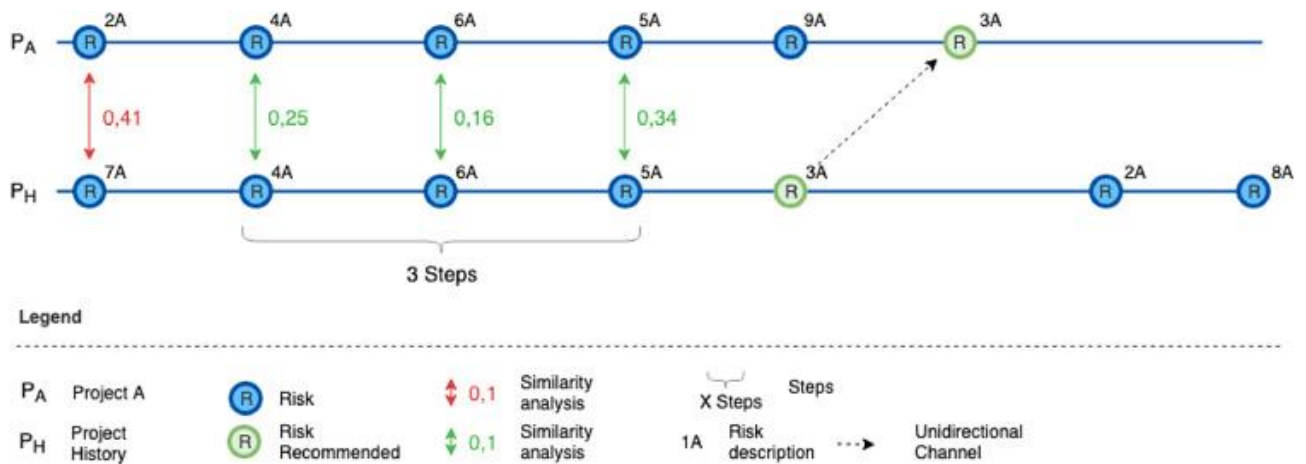 2A 4A 6A 5A 9A 3A
P_A R R R R R R
0,41 0,25 0,16 0,34
7A 4A 6A 5A 3A 2A 8A
P_H R R R R R R R
3 Steps
Legend
P_A Project A R Risk 0,1 Similarity analysis X Steps Steps
P_H Project History R Risk Recommended 0,1 Similarity analysis 1A Risk description Unidirectional Channel